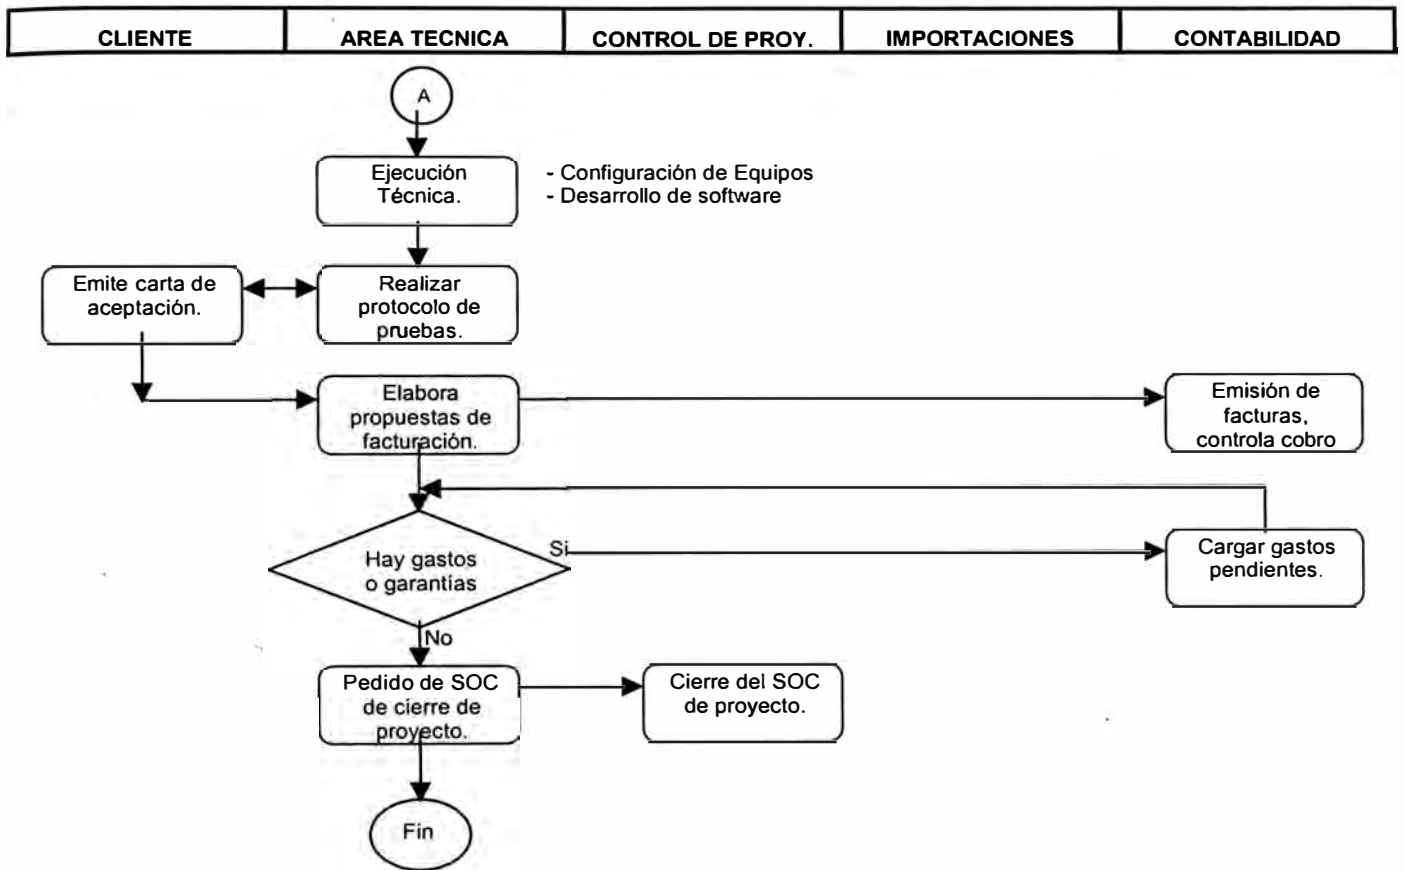 CLIENTE
AREA TECNICA
CONTROL DE PROY.
IMPORTACIONES
CONTABILIDAD
A
Ejecución
Técnica.
- Configuración de Equipos
- Desarrollo de software
Emite carta de
aceptación.
Realizar
protocolo de
pruebas.
Elabora
propuestas de
facturación.
Emisión de
facturas,
controla cobro
Hay gastos
o garantías
Si
Cargar gastos
pendientes.
No
Pedido de SOC
de cierre de
proyecto.
Cierre del SOC
de proyecto.
Fin